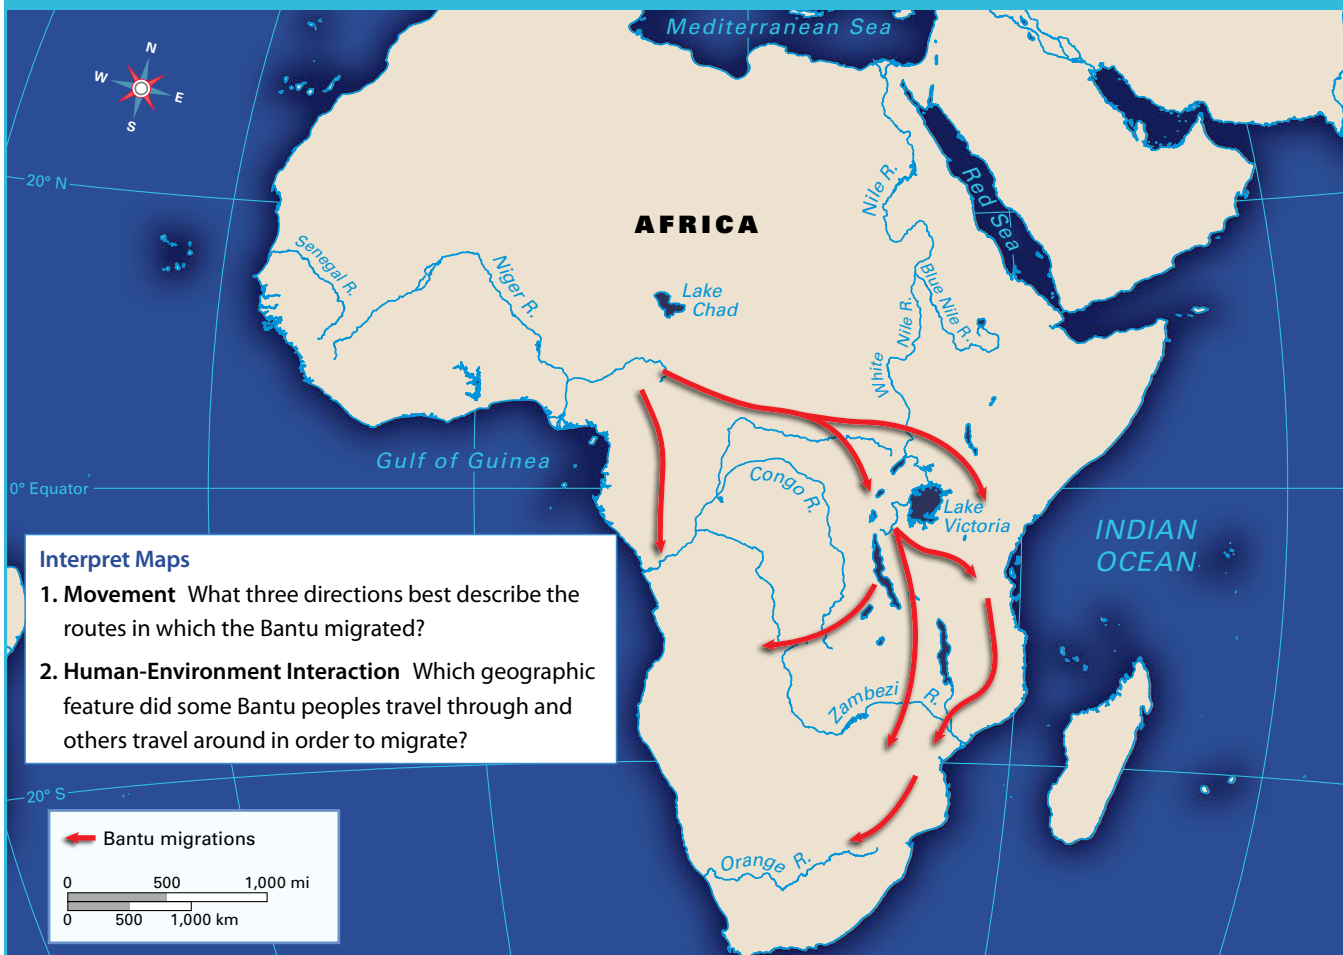 Mediterranean Sea
N
W
E
S
20° N
Nile R.
Red Sea
AFRICA
Senegal R.
Niger R.
Lake
Chad
Blue Nile R.
White Nile R.
Gulf of Guinea
Congo R.
0° Equator
Lake
Victoria
INDIAN
OCEAN
Interpret Maps
1. Movement What three directions best describe the
routes in which the Bantu migrated?
2. Human-Environment Interaction Which geographic
feature did some Bantu peoples travel through and
others travel around in order to migrate?
Zambezi R.
20° S
Bantu migrations
0 500 1,000 mi
0 500 1,000 km
Orange R.